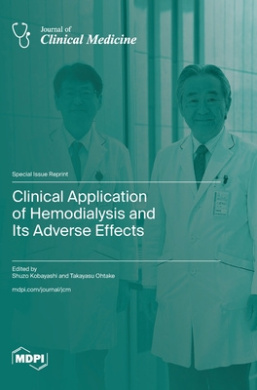 Journal of
Clinical Medicine
Special Issue Reprint
Clinical Application
of Hemodialysis and
Its Adverse Effects
Edited by
Shuzo Kobayashi and Takayasu Ohtake
mdpi.com/journal/jcm
MDPI